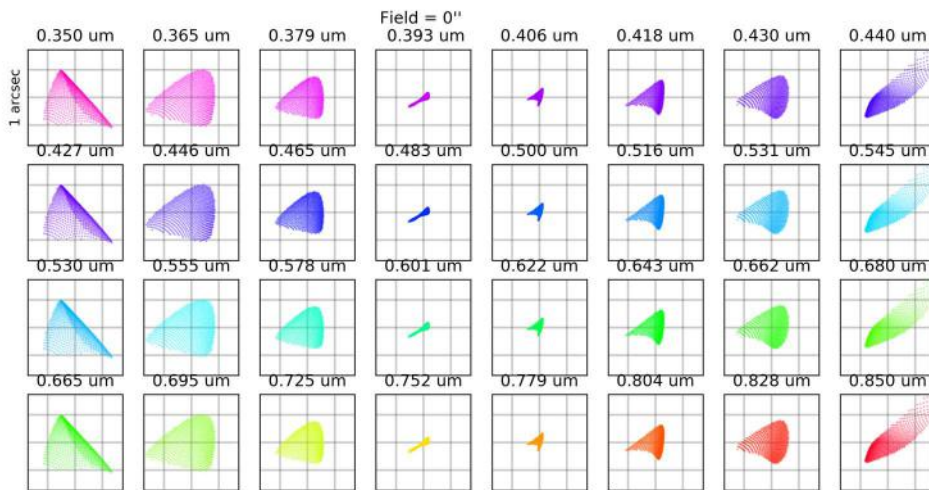 Field = 0''
0.350 um 0.365 um 0.379 um 0.393 um 0.406 um 0.418 um 0.430 um 0.440 um
1 arcsec
0.427 um 0.446 um 0.465 um 0.483 um 0.500 um 0.516 um 0.531 um 0.545 um
0.530 um 0.555 um 0.578 um 0.601 um 0.622 um 0.643 um 0.662 um 0.680 um
0.665 um 0.695 um 0.725 um 0.752 um 0.779 um 0.804 um 0.828 um 0.850 um